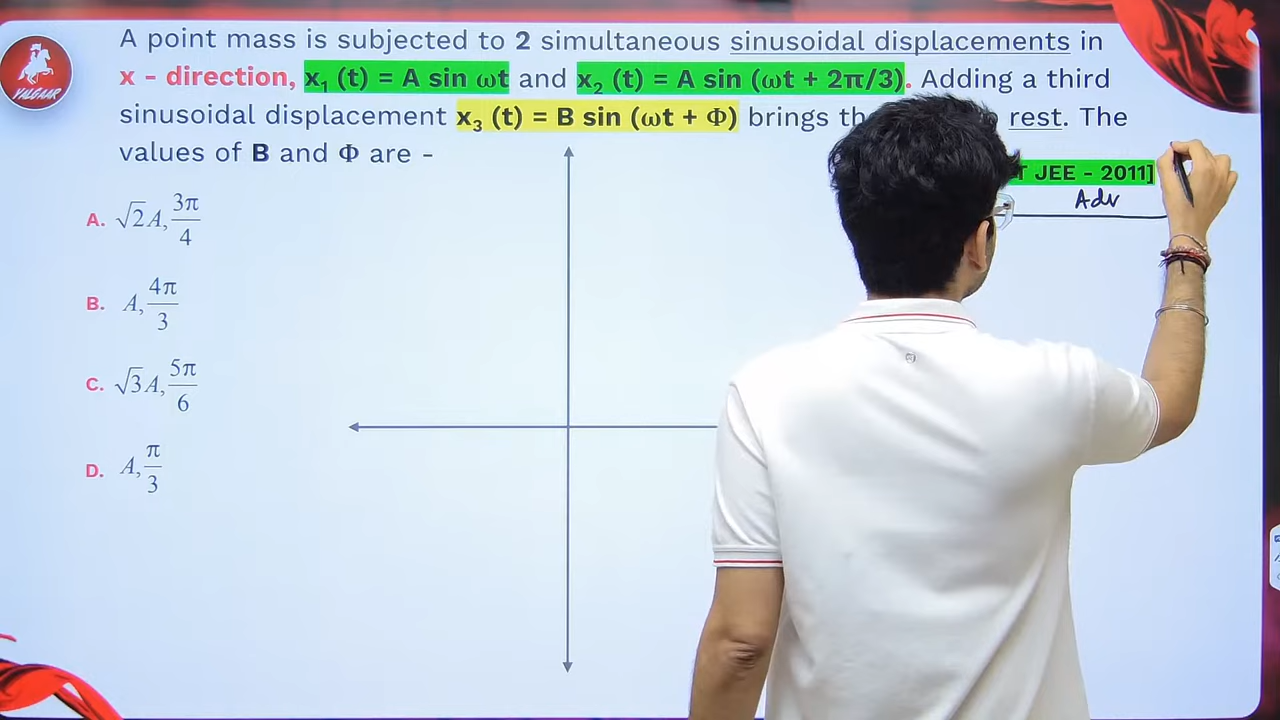 A point mass is subjected to 2 simultaneous sinusoidal displacements in
x - direction, x₁ (t) = A sin ωt and x₂ (t) = A sin (ωt + 2π/3). Adding a third
sinusoidal displacement x₃ (t) = B sin (ωt + Φ) brings rest. The
values of B and Φ are -
JEE - 2011]
Adv
A. √2A, 3π/4
B. A, 4π/3
C. √3A, 5π/6
D. A, π/3
YALGAAR